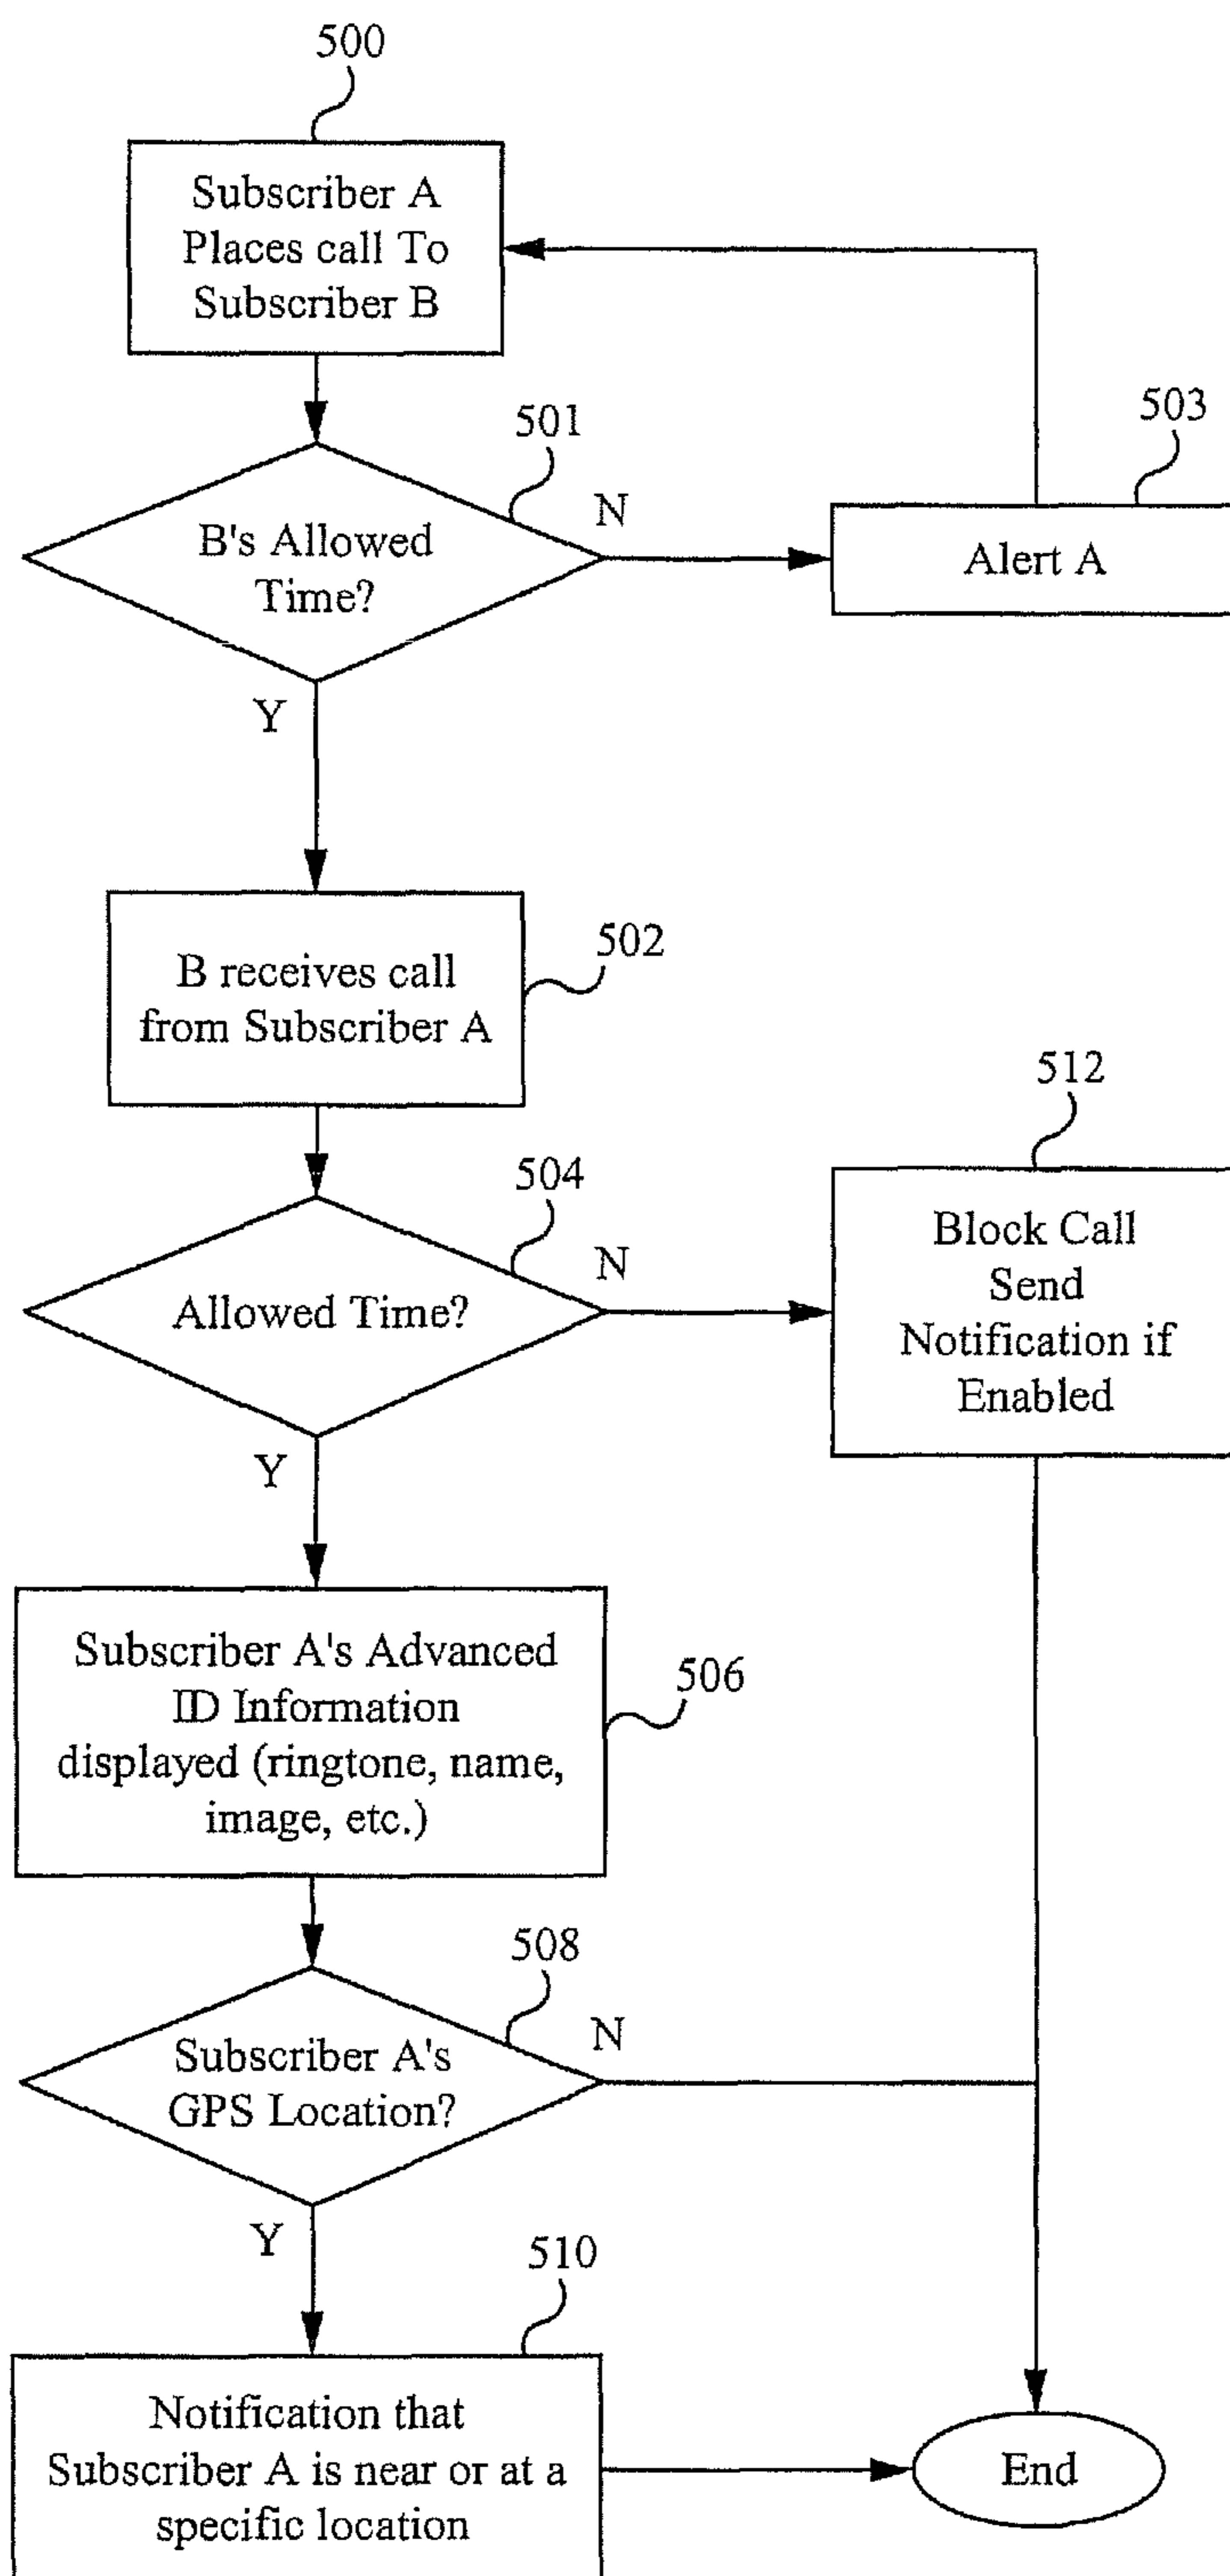 500
Subscriber A
Places call To
Subscriber B
501
B's Allowed
Time?
N
503
Alert A
Y
B receives call
from Subscriber A
502
504
Allowed Time?
N
512
Block Call
Send
Notification if
Enabled
Y
Subscriber A's Advanced
ID Information
displayed (ringtone, name,
image, etc.)
506
508
Subscriber A's
GPS Location?
N
Y
510
Notification that
Subscriber A is near or at a
specific location
End